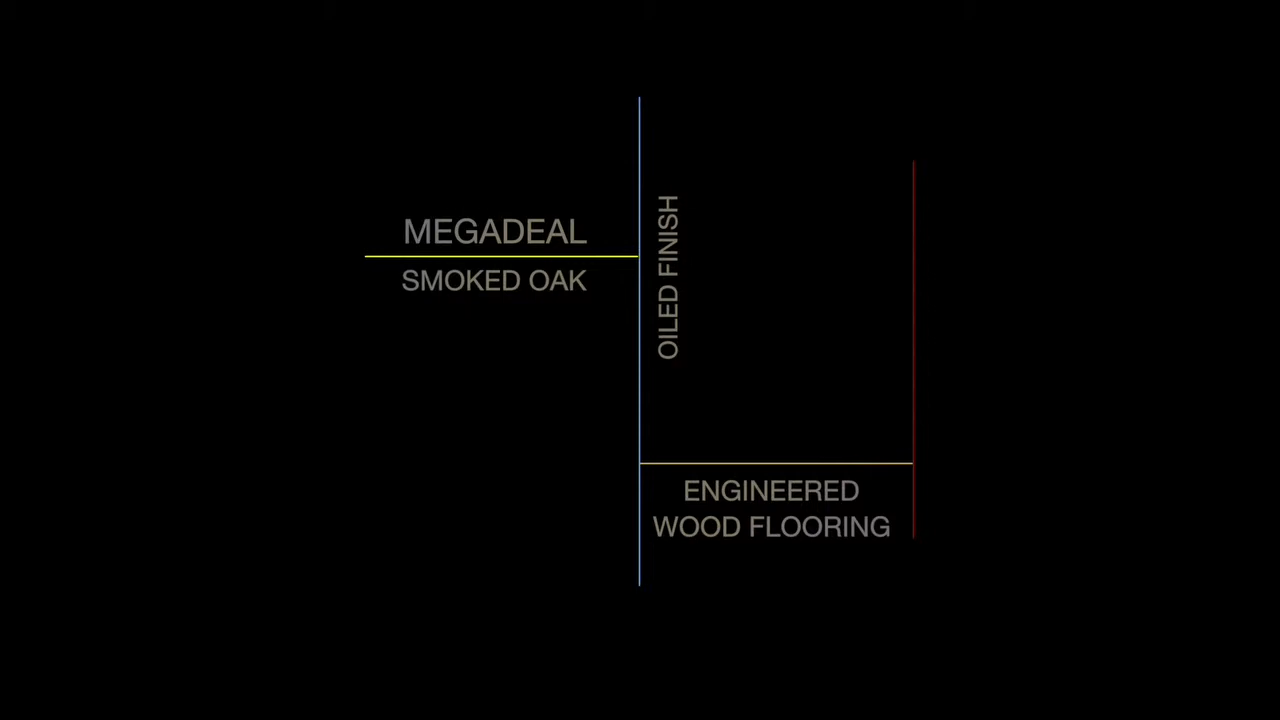 MEGADEAL
SMOKED OAK
OILED FINISH
ENGINEERED
WOOD FLOORING